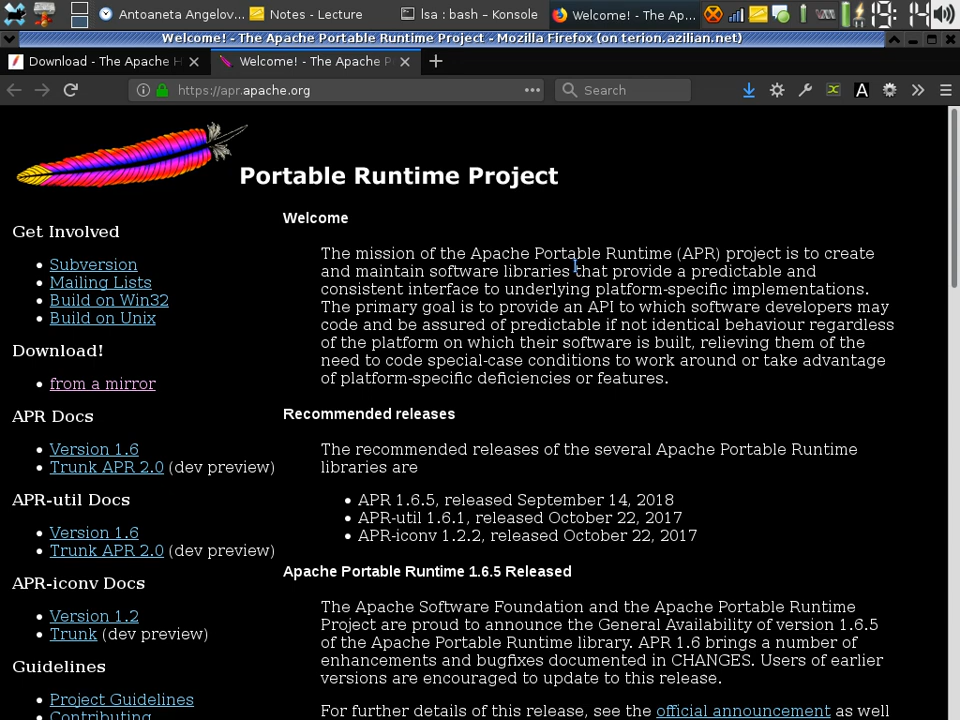 Antoaneta Angelov...
Notes - Lecture
lsa : bash – Konsole
Welcome! - The Ap...
19:14
Welcome! - The Apache Portable Runtime Project - Mozilla Firefox (on terion.azilian.net)
Download - The Apache H
Welcome! - The Apache P
https://apr.apache.org
Search
A
Portable Runtime Project
Get Involved
Subversion
Mailing Lists
Build on Win32
Build on Unix
Download!
from a mirror
APR Docs
Version 1.6
Trunk APR 2.0 (dev preview)
APR-util Docs
Version 1.6
Trunk APR 2.0 (dev preview)
APR-iconv Docs
Version 1.2
Trunk (dev preview)
Guidelines
Project Guidelines
Contributing
Welcome
The mission of the Apache Portable Runtime (APR) project is to create
and maintain software libraries that provide a predictable and
consistent interface to underlying platform-specific implementations.
The primary goal is to provide an API to which software developers may
code and be assured of predictable if not identical behaviour regardless
of the platform on which their software is built, relieving them of the
need to code special-case conditions to work around or take advantage
of platform-specific deficiencies or features.
Recommended releases
The recommended releases of the several Apache Portable Runtime
libraries are
APR 1.6.5, released September 14, 2018
APR-util 1.6.1, released October 22, 2017
APR-iconv 1.2.2, released October 22, 2017
Apache Portable Runtime 1.6.5 Released
The Apache Software Foundation and the Apache Portable Runtime
Project are proud to announce the General Availability of version 1.6.5
of the Apache Portable Runtime library. APR 1.6 brings a number of
enhancements and bugfixes documented in CHANGES. Users of earlier
versions are encouraged to update to this release.
For further details of this release, see the official announcement as well